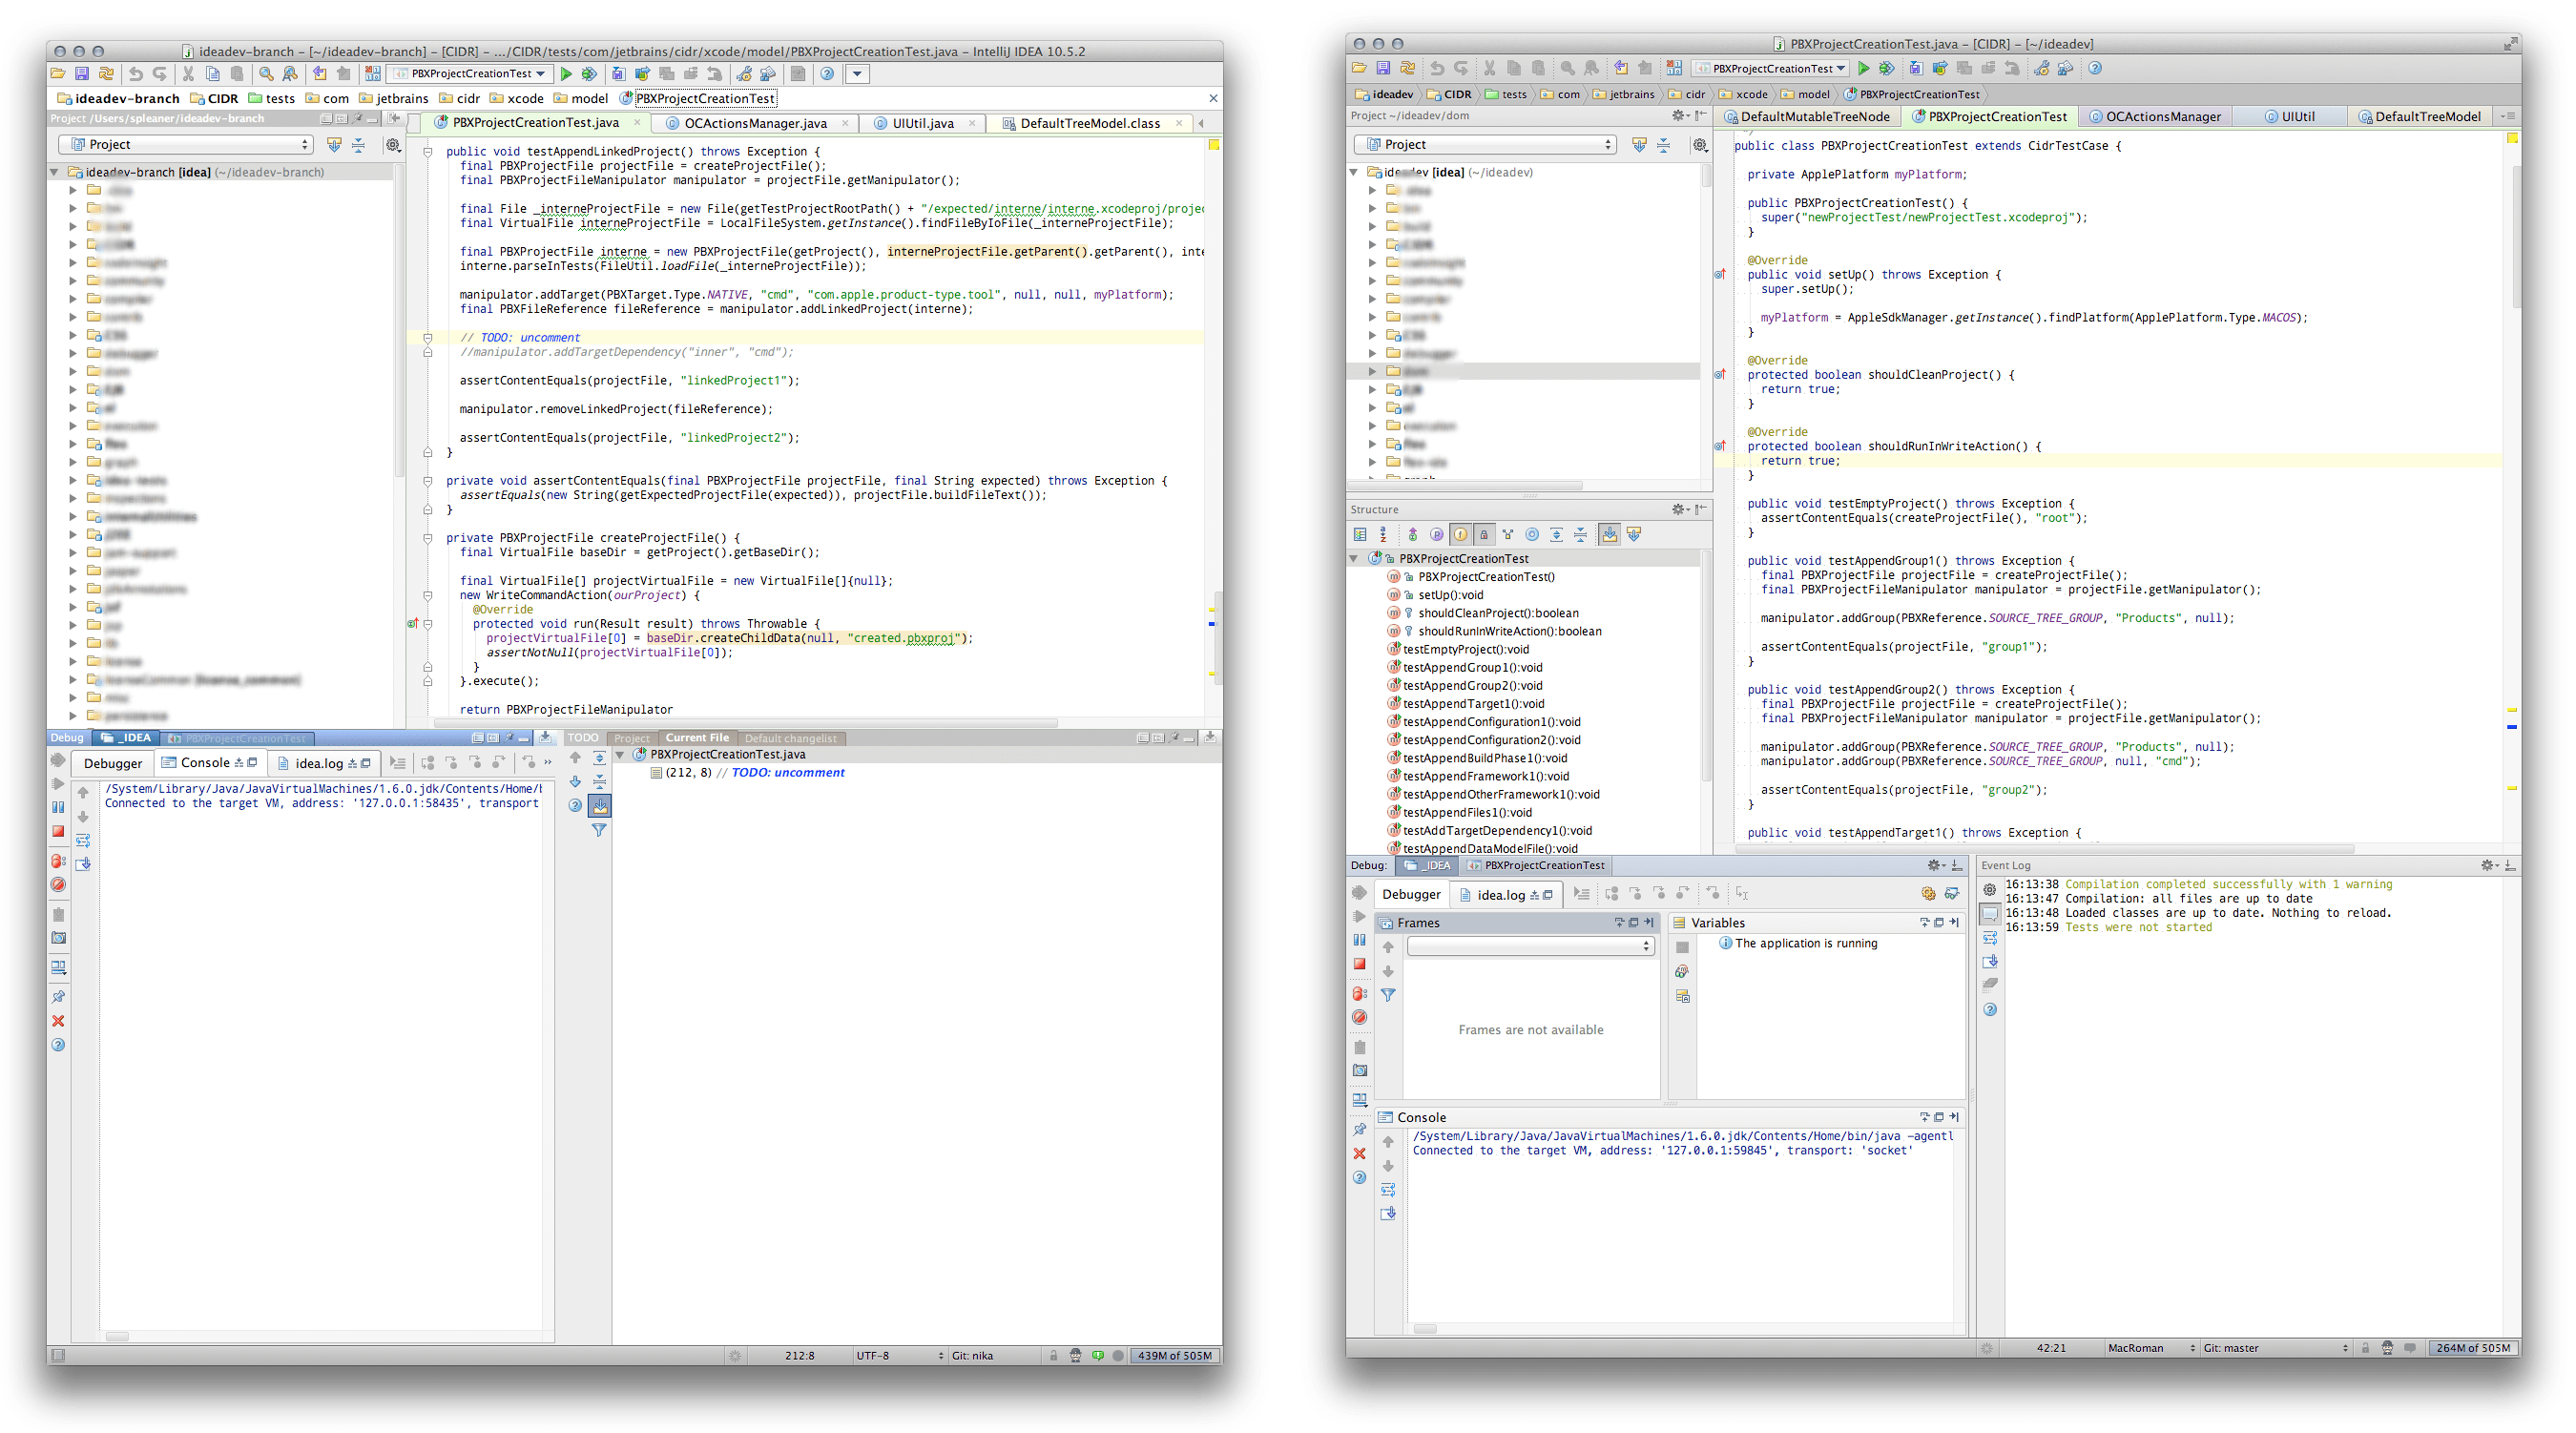 ideadev-branch – [~/ideadev-branch] – [CIDR] – .../CIDR/tests/com/jetbrains/cidr/xcode/model/PBXProjectCreationTest.java – IntelliJ IDEA 10.5.2
PBXProjectCreationTest
ideadev-branch CIDR tests com jetbrains cidr xcode model PBXProjectCreationTest
Project /Users/spleaner/ideadev-branch
PBXProjectCreationTest.java OCActionsManager.java UIUtil.java DefaultTreeModel.class
Project
ideadev-branch [idea] (~/ideadev-branch)
public void testAppendLinkedProject() throws Exception {
final PBXProjectFile projectFile = createProjectFile();
final PBXProjectFileManipulator manipulator = projectFile.getManipulator();
final File _interneProjectFile = new File(getTestProjectRootPath() + "/expected/interne/interne.xcodeproj/projec
final VirtualFile interneProjectFile = LocalFileSystem.getInstance().findFileByIoFile(_interneProjectFile);
final PBXProjectFile interne = new PBXProjectFile(getProject(), interneProjectFile.getParent().getParent(), inte
interne.parseInTests(FileUtil.loadFile(_interneProjectFile));
manipulator.addTarget(PBXTarget.Type.NATIVE, "cmd", "com.apple.product-type.tool", null, null, myPlatform);
final PBXFileReference fileReference = manipulator.addLinkedProject(interne);
// TODO: uncomment
//manipulator.addTargetDependency("inner", "cmd");
assertContentEquals(projectFile, "linkedProject1");
manipulator.removeLinkedProject(fileReference);
assertContentEquals(projectFile, "linkedProject2");
}
private void assertContentEquals(final PBXProjectFile projectFile, final String expected) throws Exception {
assertEquals(new String(getExpectedProjectFile(expected)), projectFile.buildFileText());
}
private PBXProjectFile createProjectFile() {
final VirtualFile baseDir = getProject().getBaseDir();
final VirtualFile[] projectVirtualFile = new VirtualFile[]{null};
new WriteCommandAction(ourProject) {
@Override
protected void run(Result result) throws Throwable {
projectVirtualFile[0] = baseDir.createChildData(null, "created.pbxproj");
assertNotNull(projectVirtualFile[0]);
}
}.execute();
return PBXProjectFileManipulator
Debug _IDEA PBXProjectCreationTest
TODO Project Current File Default changelist
Debugger Console idea.log
/System/Library/Java/JavaVirtualMachines/1.6.0.jdk/Contents/Home/b
Connected to the target VM, address: '127.0.0.1:58435', transport
PBXProjectCreationTest.java
(212, 8) // TODO: uncomment
212:8 UTF-8 Git: nika 439M of 505M
PBXProjectCreationTest.java – [CIDR] – [~/ideadev]
PBXProjectCreationTest
ideadev CIDR tests com jetbrains cidr xcode model PBXProjectCreationTest
Project ~/ideadev/dom
DefaultMutableTreeNode PBXProjectCreationTest OCActionsManager UIUtil DefaultTreeModel
Project
ideadev [idea] (~/ideadev)
*/
public class PBXProjectCreationTest extends CidrTestCase {
private ApplePlatform myPlatform;
public PBXProjectCreationTest() {
super("newProjectTest/newProjectTest.xcodeproj");
}
@Override
public void setUp() throws Exception {
super.setUp();
myPlatform = AppleSdkManager.getInstance().findPlatform(ApplePlatform.Type.MACOS);
}
@Override
protected boolean shouldCleanProject() {
return true;
}
@Override
protected boolean shouldRunInWriteAction() {
return true;
}
public void testEmptyProject() throws Exception {
assertContentEquals(createProjectFile(), "root");
}
public void testAppendGroup1() throws Exception {
final PBXProjectFile projectFile = createProjectFile();
final PBXProjectFileManipulator manipulator = projectFile.getManipulator();
manipulator.addGroup(PBXReference.SOURCE_TREE_GROUP, "Products", null);
assertContentEquals(projectFile, "group1");
}
public void testAppendGroup2() throws Exception {
final PBXProjectFile projectFile = createProjectFile();
final PBXProjectFileManipulator manipulator = projectFile.getManipulator();
manipulator.addGroup(PBXReference.SOURCE_TREE_GROUP, "Products", null);
manipulator.addGroup(PBXReference.SOURCE_TREE_GROUP, null, "cmd");
assertContentEquals(projectFile, "group2");
}
public void testAppendTarget1() throws Exception {
Structure
PBXProjectCreationTest
PBXProjectCreationTest()
setUp():void
shouldCleanProject():boolean
shouldRunInWriteAction():boolean
testEmptyProject():void
testAppendGroup1():void
testAppendGroup2():void
testAppendTarget1():void
testAppendConfiguration1():void
testAppendConfiguration2():void
testAppendBuildPhase1():void
testAppendFramework1():void
testAppendOtherFramework1():void
testAppendFiles1():void
testAddTargetDependency1():void
testAppendDataModelFile():void
Debug: _IDEA PBXProjectCreationTest
Debugger idea.log
Frames
Variables
The application is running
Frames are not available
Console
/System/Library/Java/JavaVirtualMachines/1.6.0.jdk/Contents/Home/bin/java -agentl
Connected to the target VM, address: '127.0.0.1:59845', transport: 'socket'
Event Log
16:13:38 Compilation completed successfully with 1 warning
16:13:47 Compilation: all files are up to date
16:13:48 Loaded classes are up to date. Nothing to reload.
16:13:59 Tests were not started
42:21 MacRoman Git: master 264M of 505M